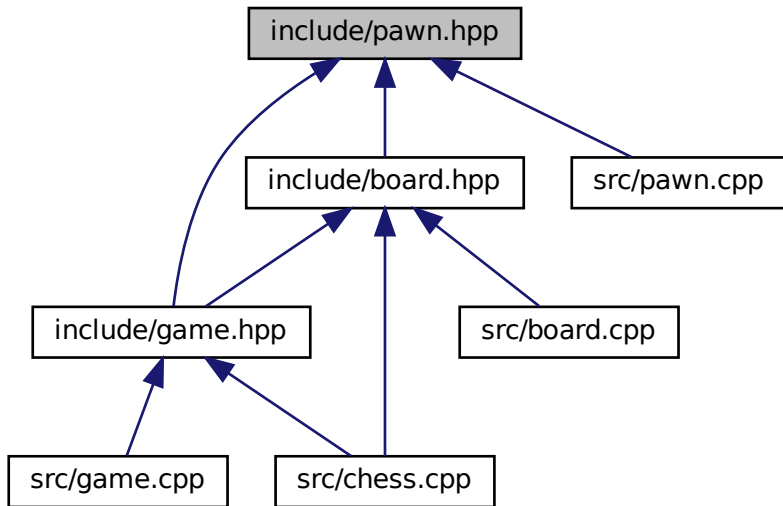 include/pawn.hpp
include/board.hpp
src/pawn.cpp
include/game.hpp
src/board.cpp
src/game.cpp
src/chess.cpp